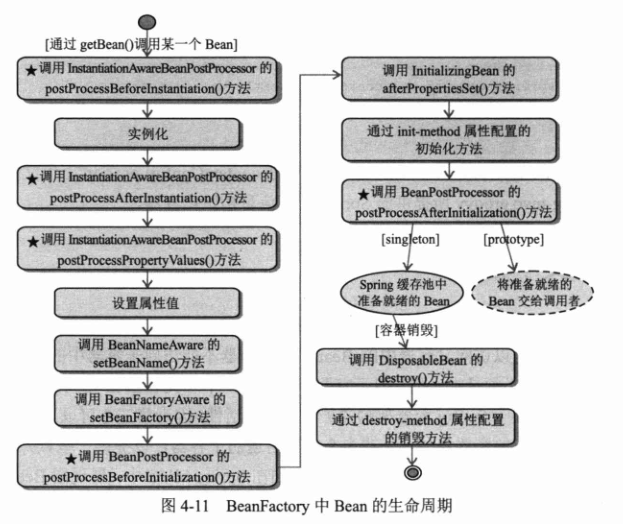 [通过 getBean()调用某一个 Bean]
★调用 InstantiationAwareBeanPostProcessor 的
postProcessBeforeInstantiation()方法
实例化
★调用 InstantiationAwareBeanPostProcessor 的
postProcessAfterInstantiation()方法
★调用 InstantiationAwareBeanPostProcessor 的
postProcessPropertyValues()方法
设置属性值
调用 BeanNameAware 的
setBeanName()方法
调用 BeanFactoryAware 的
setBeanFactory()方法
★调用 BeanPostProcessor 的
postProcessBeforeInitialization()方法
调用 InitializingBean 的
afterPropertiesSet()方法
通过 init-method 属性配置的
初始化方法
★调用 BeanPostProcessor 的
postProcessAfterInitialization()方法
[singleton]
[prototype]
Spring 缓存池中
准备就绪的 Bean
将准备就绪的
Bean 交给调用者
[容器销毁]
调用 DisposableBean 的
destroy()方法
通过 destroy-method 属性配置
的销毁方法
图 4-11 BeanFactory 中 Bean 的生命周期